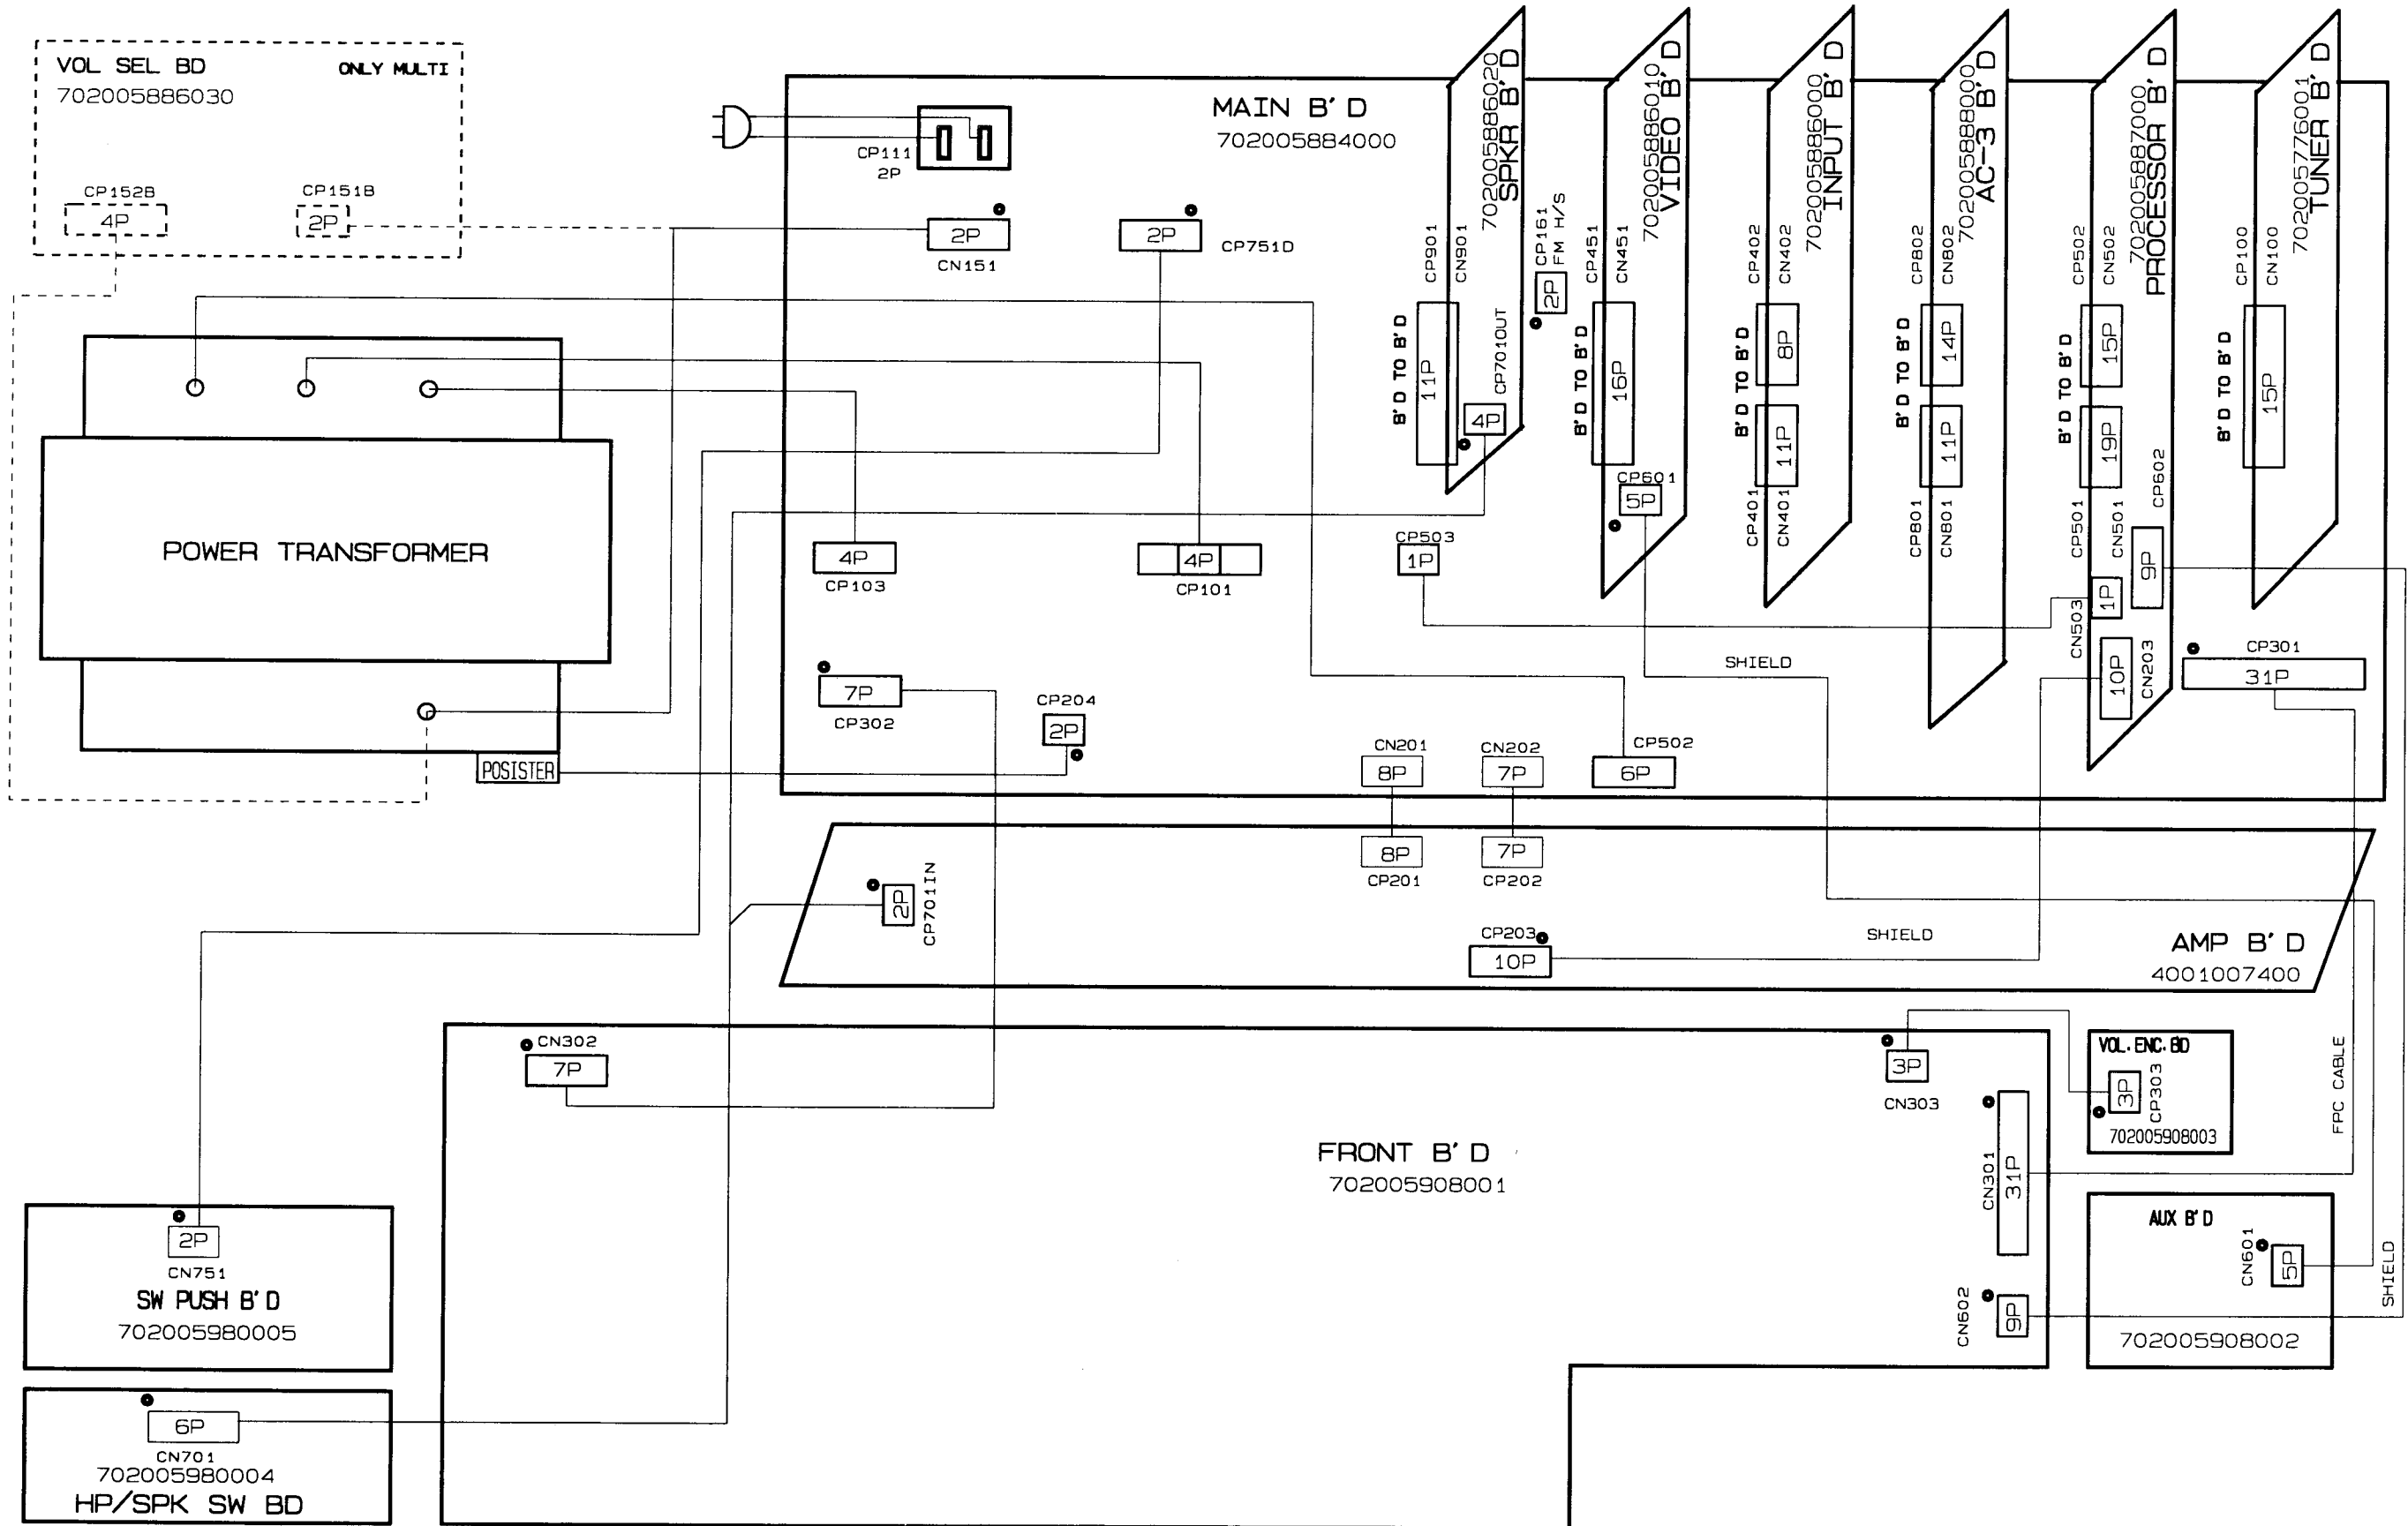 VOL SEL BD
ONLY MULTI
702005886030
CP152B
4P
CP151B
2P
CP111
2P
MAIN B'D
702005884000
2P
CN151
2P
CP751D
CP901
CN901
702005886020
SPKR B'D
B'D TO B'D
11P
4P
CP701OUT
2P
CP161
FM H/S
CP451
CN451
702005886010
VIDEO B'D
B'D TO B'D
16P
CP601
5P
CP402
CN402
702005886000
INPUT B'D
B'D TO B'D
8P
11P
CP401
CN401
CP802
CN802
702005888000
AC-3 B'D
B'D TO B'D
14P
11P
CP801
CN801
CP502
CN502
702005887000
PROCESSOR B'D
B'D TO B'D
15P
19P
CP501
CN501
CP602
9P
CN503
1P
10P
CN203
CP100
CN100
702005776001
TUNER B'D
B'D TO B'D
15P
POWER TRANSFORMER
POSISTER
4P
CP103
4P
CP101
CP503
1P
SHIELD
7P
CP302
CP204
2P
CN201
8P
CN202
7P
CP502
6P
CP301
31P
8P
CP201
7P
CP202
2P
CP701IN
CP203
10P
SHIELD
AMP B'D
4001007400
CN302
7P
3P
CN303
VOL.ENC.BD
3P
CP303
702005908003
FPC CABLE
FRONT B'D
702005908001
CN301
31P
CN602
9P
AUX B'D
CN601
5P
702005908002
SHIELD
2P
CN751
SW PUSH B'D
702005980005
6P
CN701
702005980004
HP/SPK SW BD